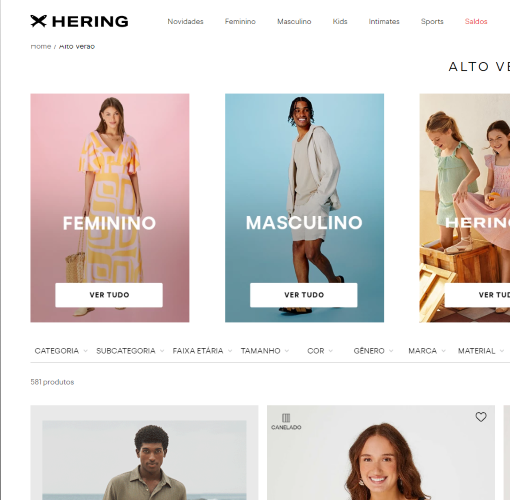 HERING Novidades Feminino Masculino Kids Intimates Sports Saldos
Home / Alto Verão
ALTO VE
FEMININO MASCULINO HERING
VER TUDO VER TUDO VER TUD
CATEGORIA SUBCATEGORIA FAIXA ETÁRIA TAMANHO COR GÊNERO MARCA MATERIAL
581 produtos
CANELADO